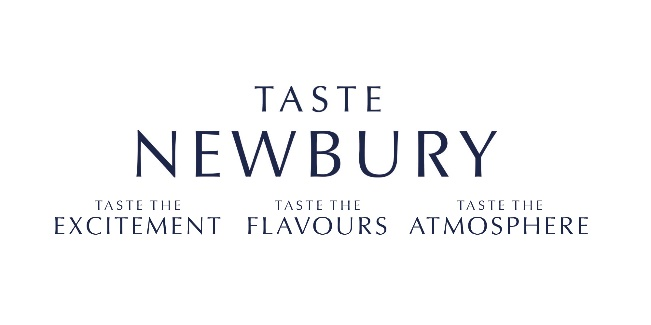 TASTE
NEWBURY
TASTE THE TASTE THE TASTE THE
EXCITEMENT FLAVOURS ATMOSPHERE